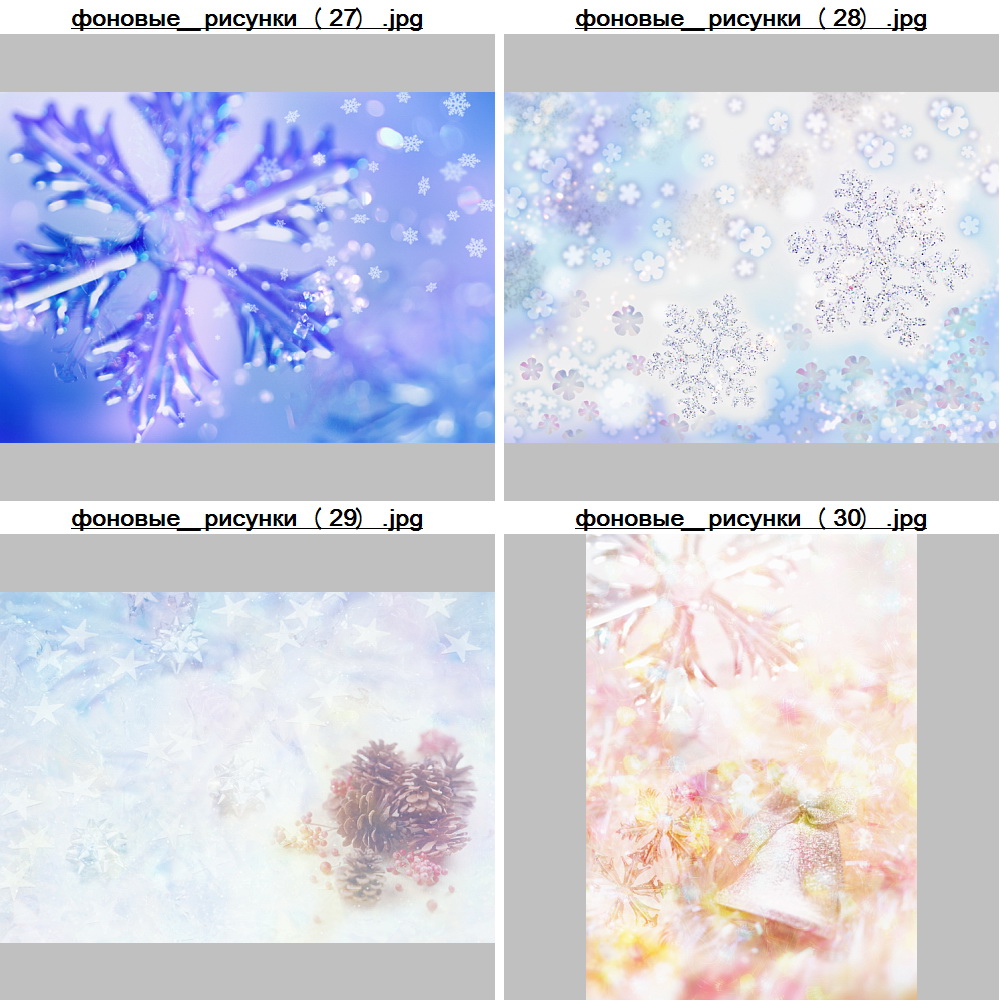 фоновые__рисунки （27） .jpg
фоновые__рисунки （28） .jpg
фоновые__рисунки （29） .jpg
фоновые__рисунки （30） .jpg